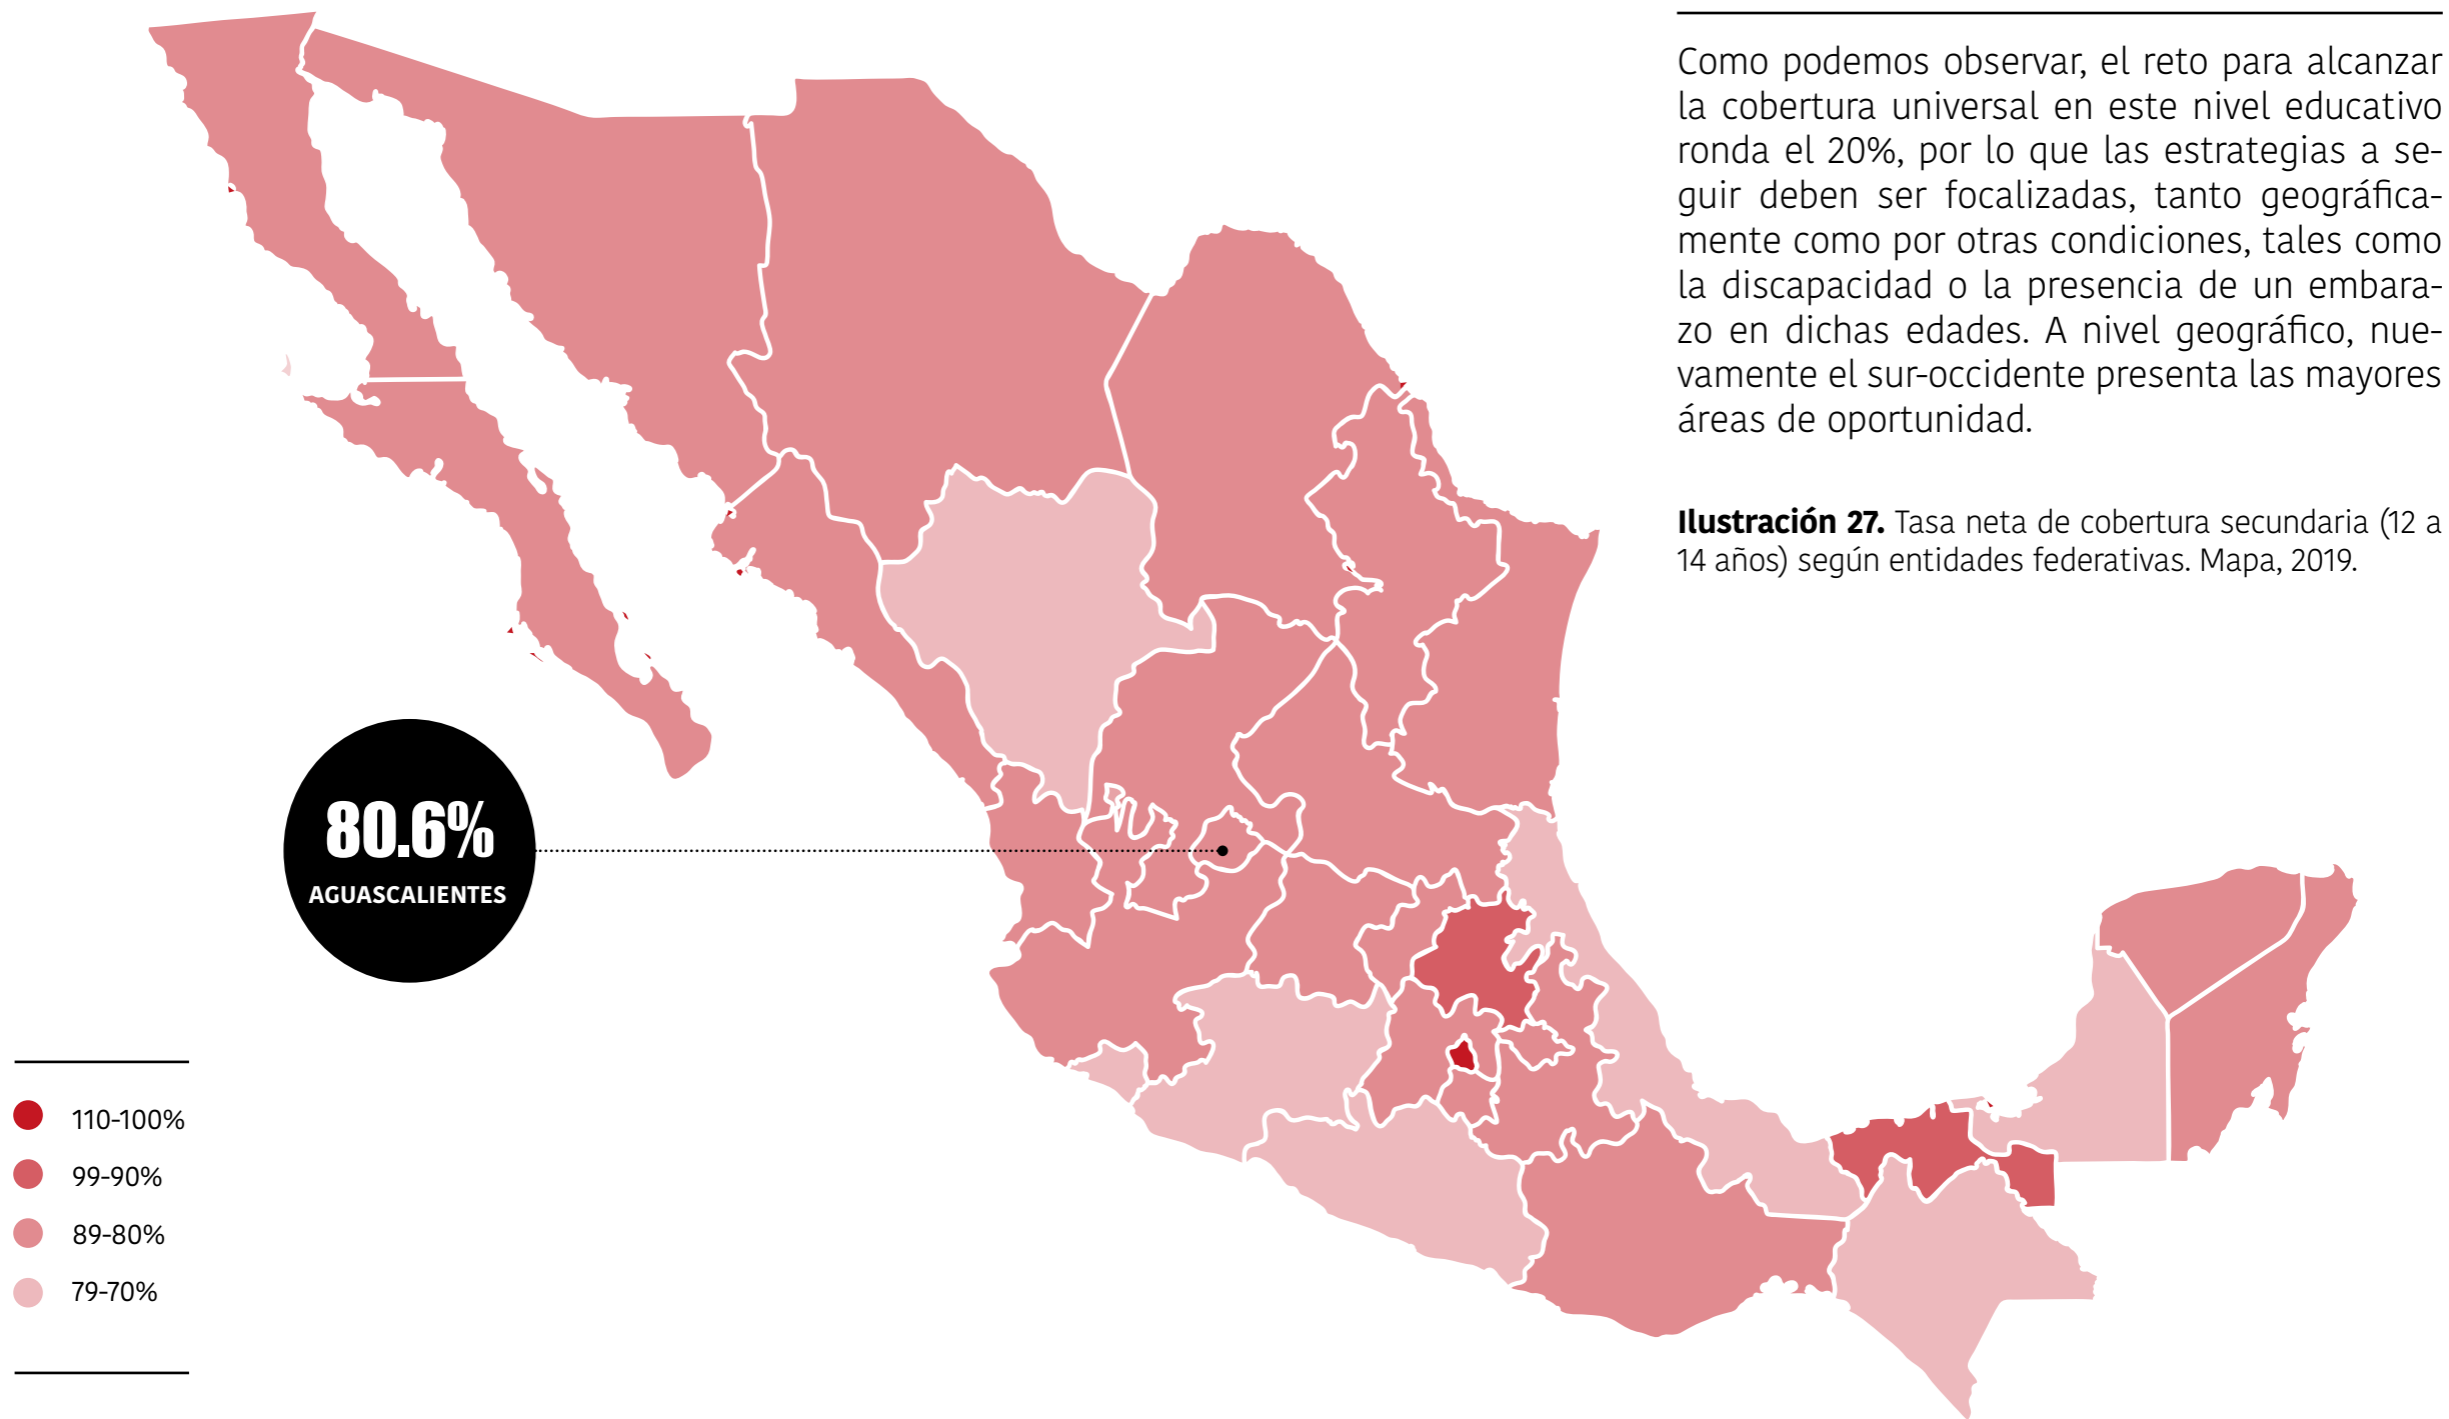 Como podemos observar, el reto para alcanzar
la cobertura universal en este nivel educativo
ronda el 20%, por lo que las estrategias a se-
guir deben ser focalizadas, tanto geográfica-
mente como por otras condiciones, tales como
la discapacidad o la presencia de un embara-
zo en dichas edades. A nivel geográfico, nue-
vamente el sur-occidente presenta las mayores
áreas de oportunidad.
Ilustración 27. Tasa neta de cobertura secundaria (12 a
14 años) según entidades federativas. Mapa, 2019.
80.6%
AGUASCALIENTES
110-100%
99-90%
89-80%
79-70%